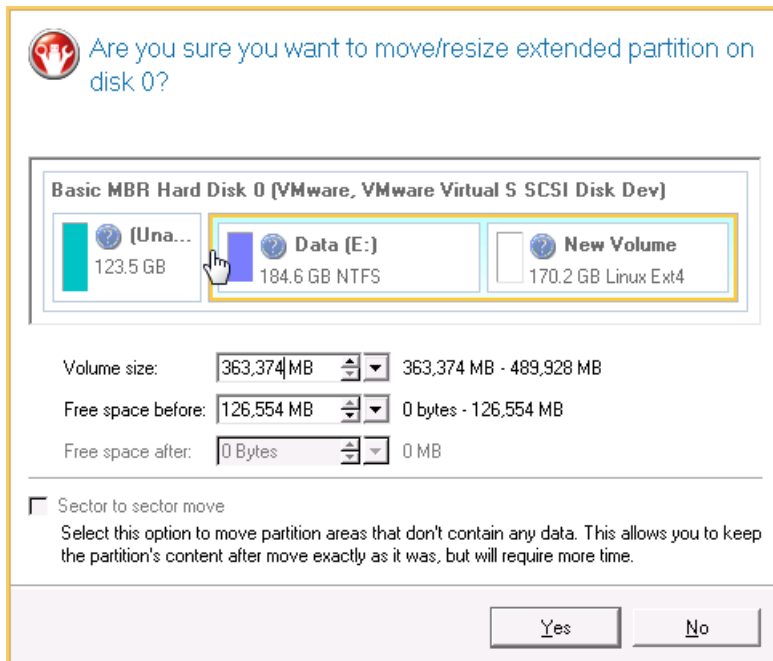 Are you sure you want to move/resize extended partition on
disk 0?
Basic MBR Hard Disk 0 (VMware, VMware Virtual S SCSI Disk Dev)
(Una...
123.5 GB
Data (E:)
184.6 GB NTFS
New Volume
170.2 GB Linux Ext4
Volume size: 363,374 MB 363,374 MB - 489,928 MB
Free space before: 126,554 MB 0 bytes - 126,554 MB
Free space after: 0 Bytes 0 MB
Sector to sector move
Select this option to move partition areas that don't contain any data. This allows you to keep
the partition's content after move exactly as it was, but will require more time.
Yes No